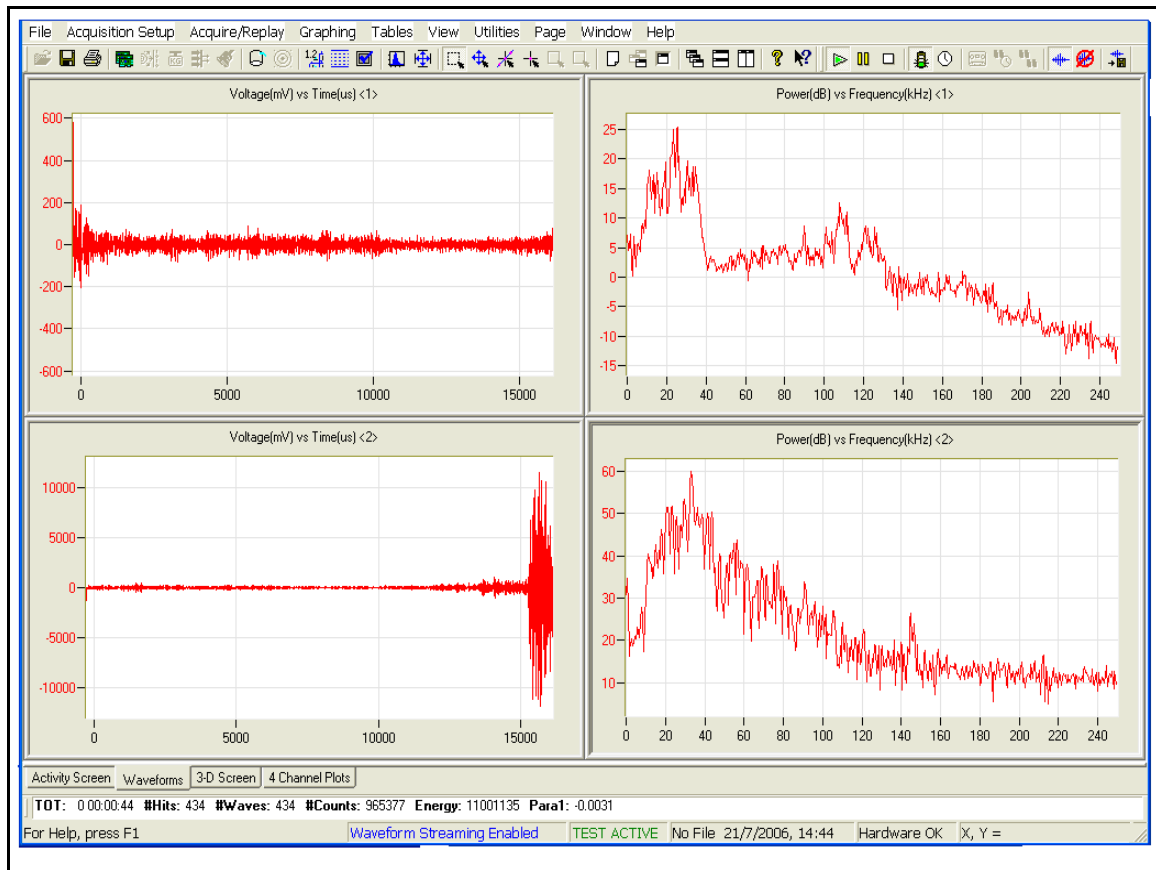 File Acquisition Setup Acquire/Replay Graphing Tables View Utilities Page Window Help
Voltage(mV) vs Time(us) <1>
600
400
200
0
-200
-400
-600
0 5000 10000 15000
Power(dB) vs Frequency(kHz) <1>
25
20
15
10
5
0
-5
-10
-15
0 20 40 60 80 100 120 140 160 180 200 220 240
Voltage(mV) vs Time(us) <2>
10000
5000
0
-5000
-10000
0 5000 10000 15000
Power(dB) vs Frequency(kHz) <2>
60
50
40
30
20
10
0 20 40 60 80 100 120 140 160 180 200 220 240
Activity Screen Waveforms 3-D Screen 4 Channel Plots
TOT: 0 00:00:44 #Hits: 434 #Waves: 434 #Counts: 965377 Energy: 11001135 Para1: -0.0031
For Help, press F1 Waveform Streaming Enabled TEST ACTIVE No File 21/7/2006, 14:44 Hardware OK X, Y =